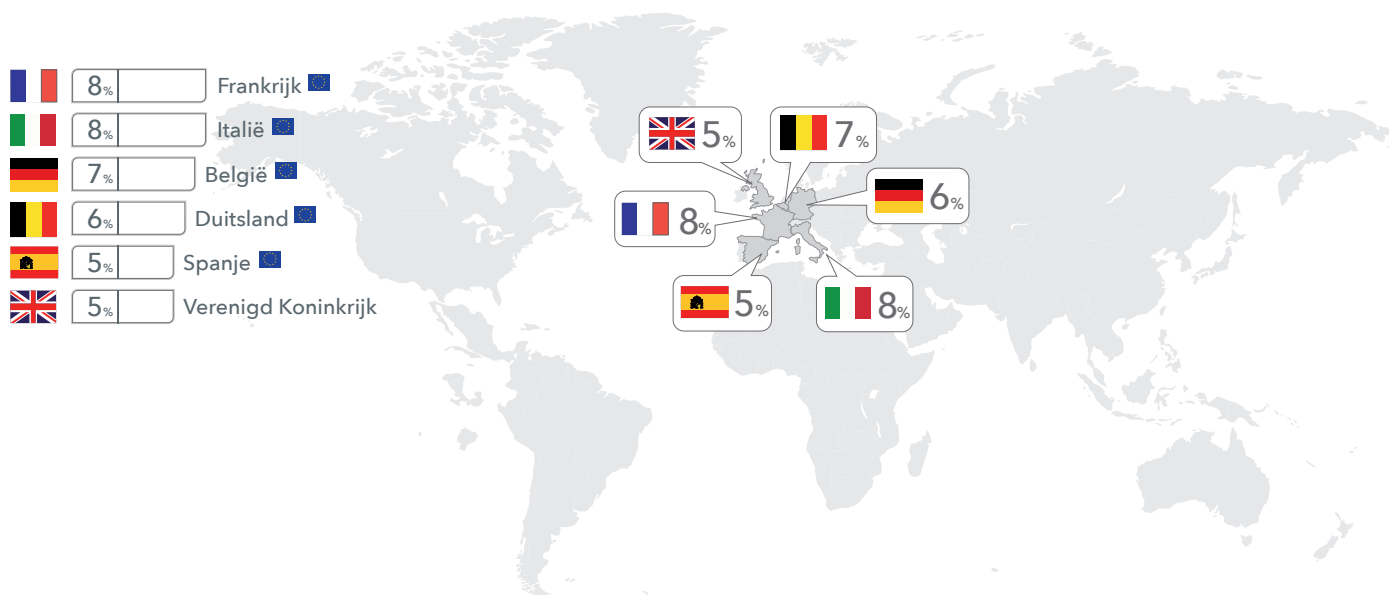 8% Frankrijk
8% Italië
7% België
6% Duitsland
5% Spanje
5% Verenigd Koninkrijk
5%
7%
6%
8%
5%
8%